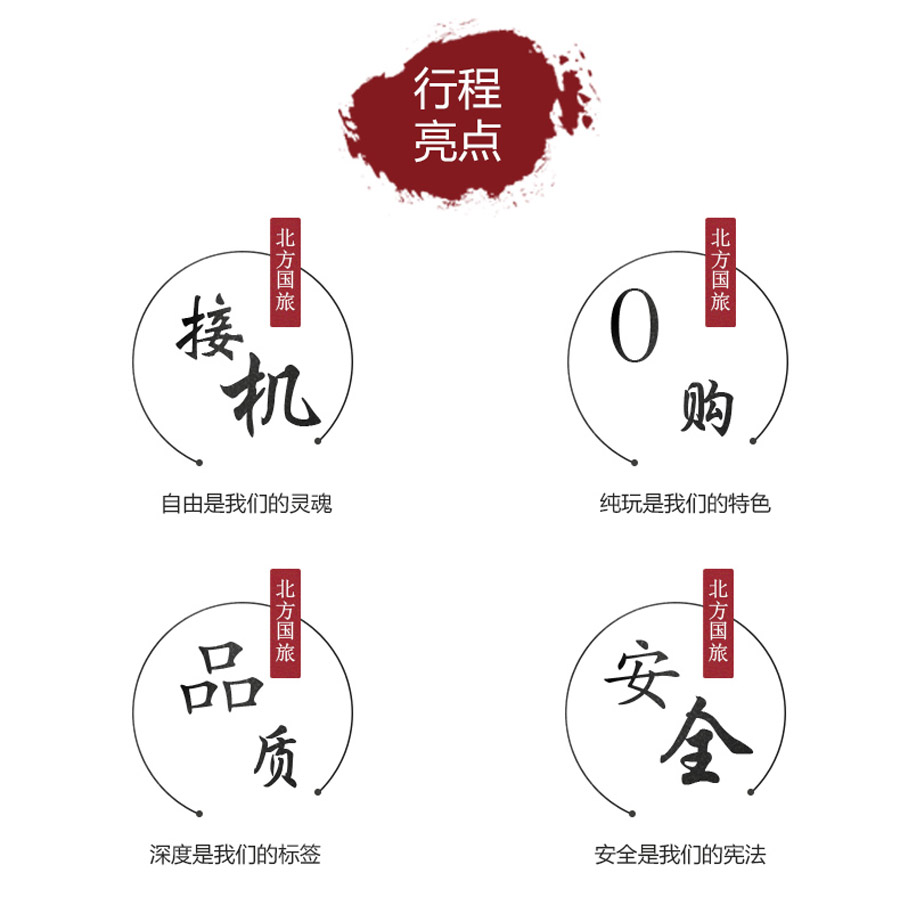 行程
亮点
北方国旅
接机
自由是我们的灵魂
北方国旅
0购
纯玩是我们的特色
北方国旅
品质
深度是我们的标签
北方国旅
安全
安全是我们的宪法